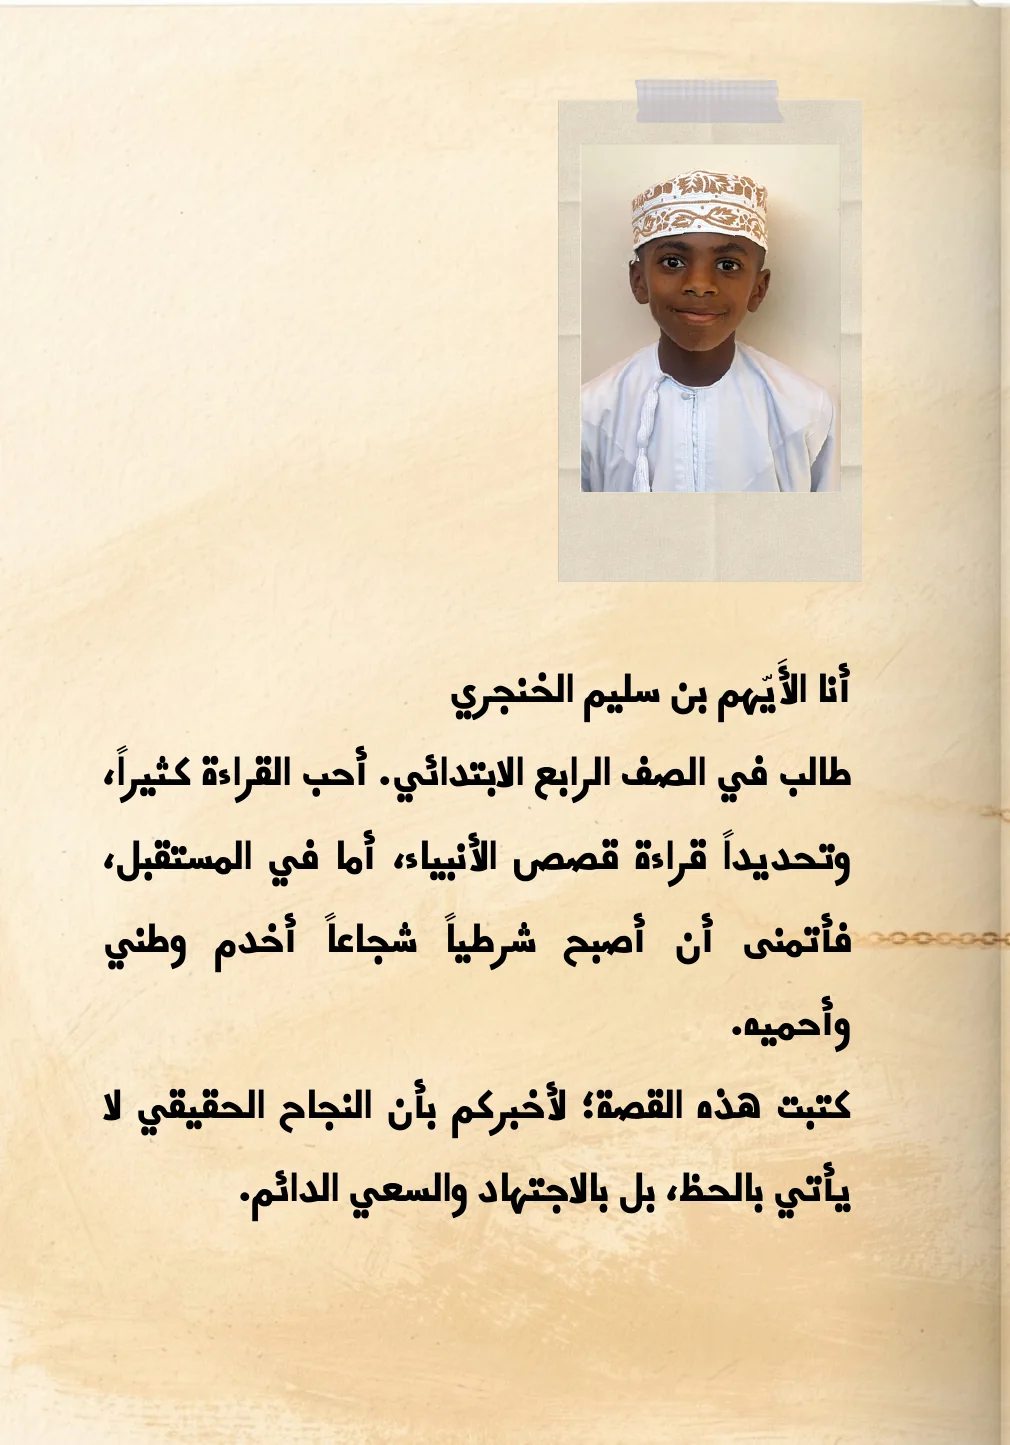 أنا الأَيّهم بن سليم الخنجري
طالب في الصف الرابع الابتدائي. أحب القراءة كثيراً،
وتحديداً قراءة قصص الأنبياء، أما في المستقبل،
فأتمنى أن أصبح شرطياً شجاعاً أخدم وطني
وأحميه.
كتبت هذه القصة؛ لأخبركم بأن النجاح الحقيقي لا
يأتي بالحظ، بل بالاجتهاد والسعي الدائم.